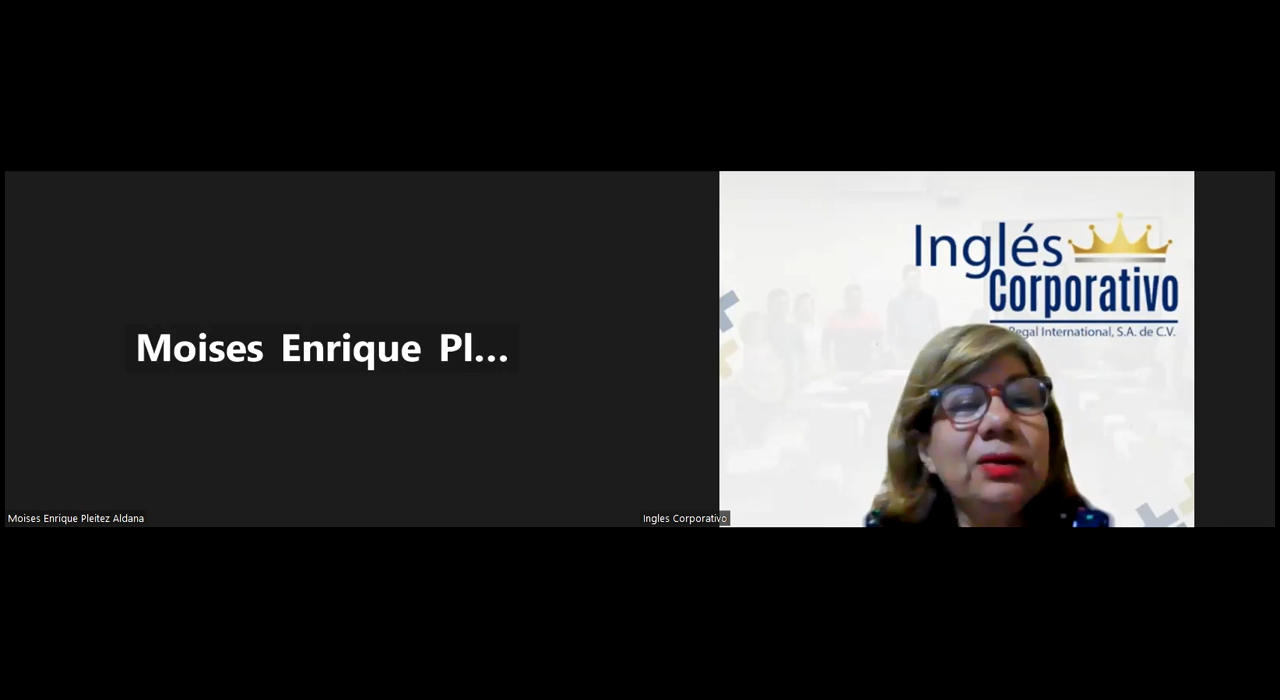 Moises Enrique Pl...
Moises Enrique Pleitez Aldana
Inglés
Corporativo
Regal International, S.A. de C.V.
Ingles Corporativo